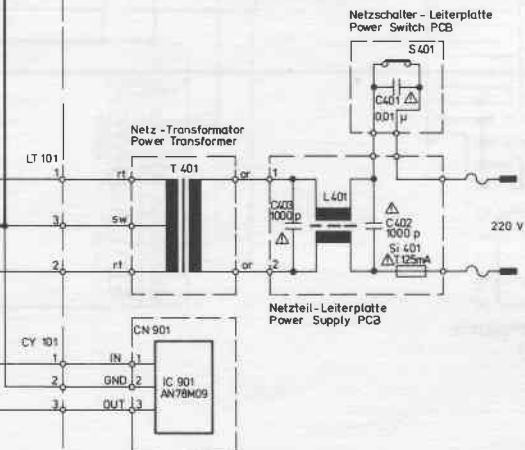 Netzschalter - Leiterplatte
Power Switch PCB
S 401
C401
0,01 µ
Netz - Transformator
Power Transformer
LT 101
T 401
1
rt
or
1
C403
1000 p
L 401
C402
1000 p
3
sw
220 V
Si 401
T125mA
2
rt
or
2
Netzteil - Leiterplatte
Power Supply PCB
CN 901
CY 101
1
IN
1
2
GND
2
IC 901
AN78M09
3
OUT
3